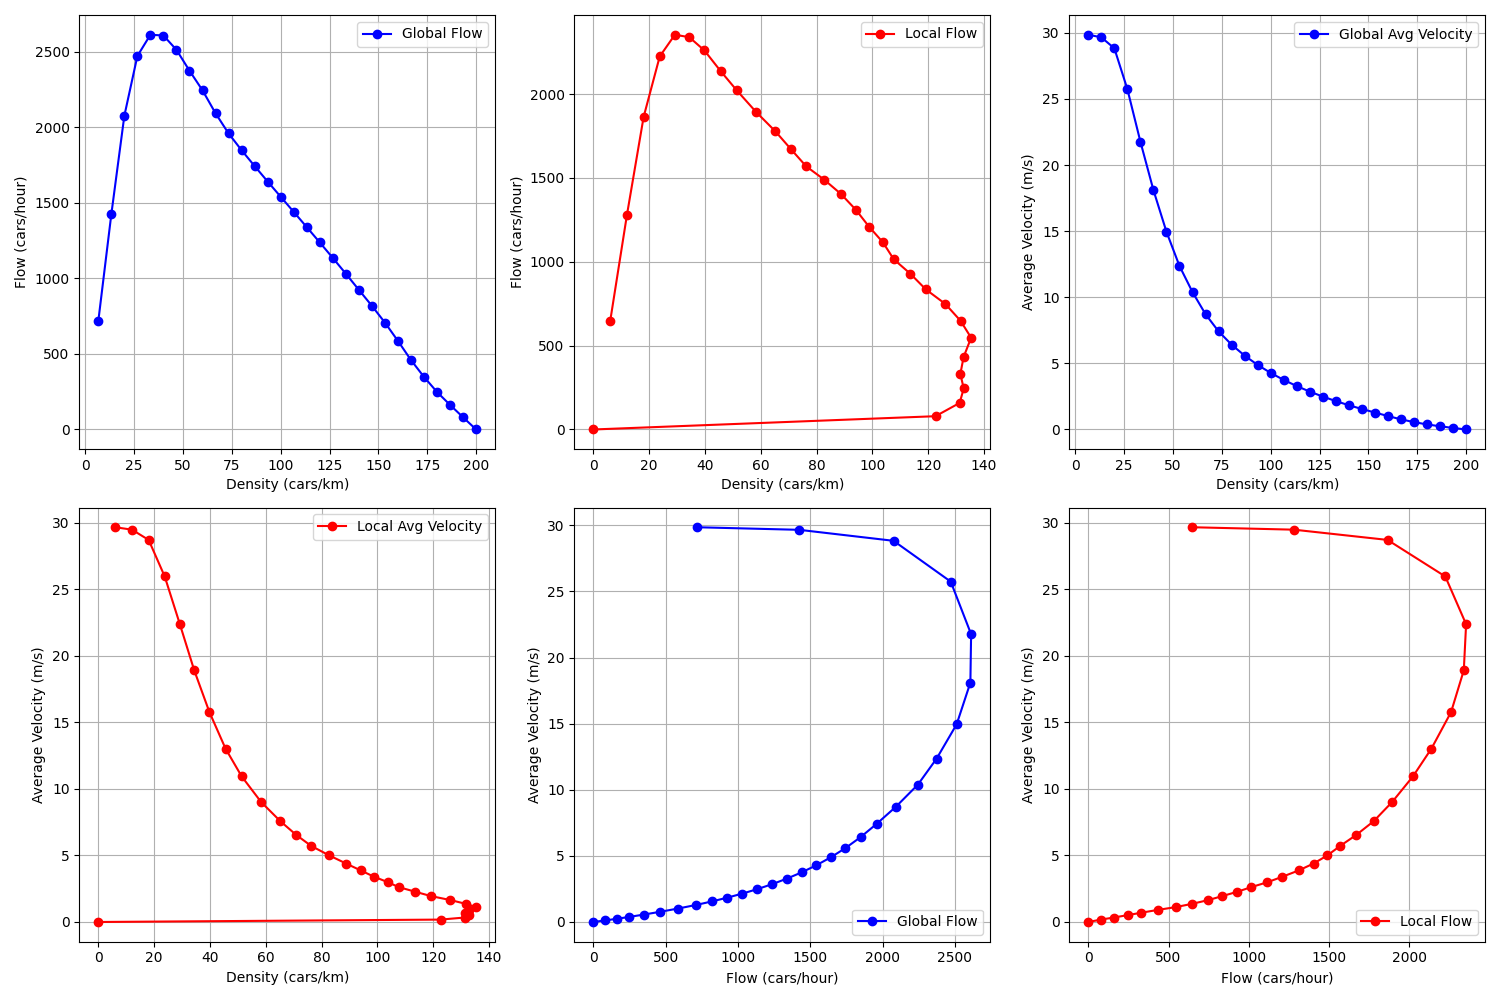 Global Flow
Flow (cars/hour)
2500
2000
1500
1000
500
0
0 25 50 75 100 125 150 175 200
Density (cars/km)
Local Flow
Flow (cars/hour)
2000
1500
1000
500
0
0 20 40 60 80 100 120 140
Density (cars/km)
Global Avg Velocity
Average Velocity (m/s)
30
25
20
15
10
5
0
0 25 50 75 100 125 150 175 200
Density (cars/km)
Local Avg Velocity
Average Velocity (m/s)
30
25
20
15
10
5
0
0 20 40 60 80 100 120 140
Density (cars/km)
Global Flow
Average Velocity (m/s)
30
25
20
15
10
5
0
0 500 1000 1500 2000 2500
Flow (cars/hour)
Local Flow
Average Velocity (m/s)
30
25
20
15
10
5
0
0 500 1000 1500 2000
Flow (cars/hour)